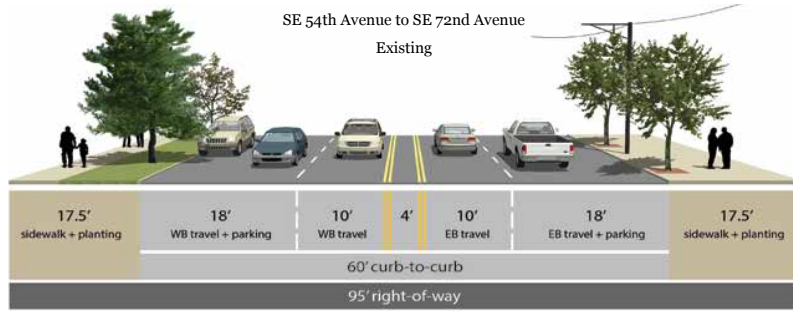 SE 54th Avenue to SE 72nd Avenue
Existing
17.5’
sidewalk + planting
18’
WB travel + parking
10’
WB travel
4’
10’
EB travel
18’
EB travel + parking
17.5’
sidewalk + planting
60’ curb-to-curb
95’ right-of-way